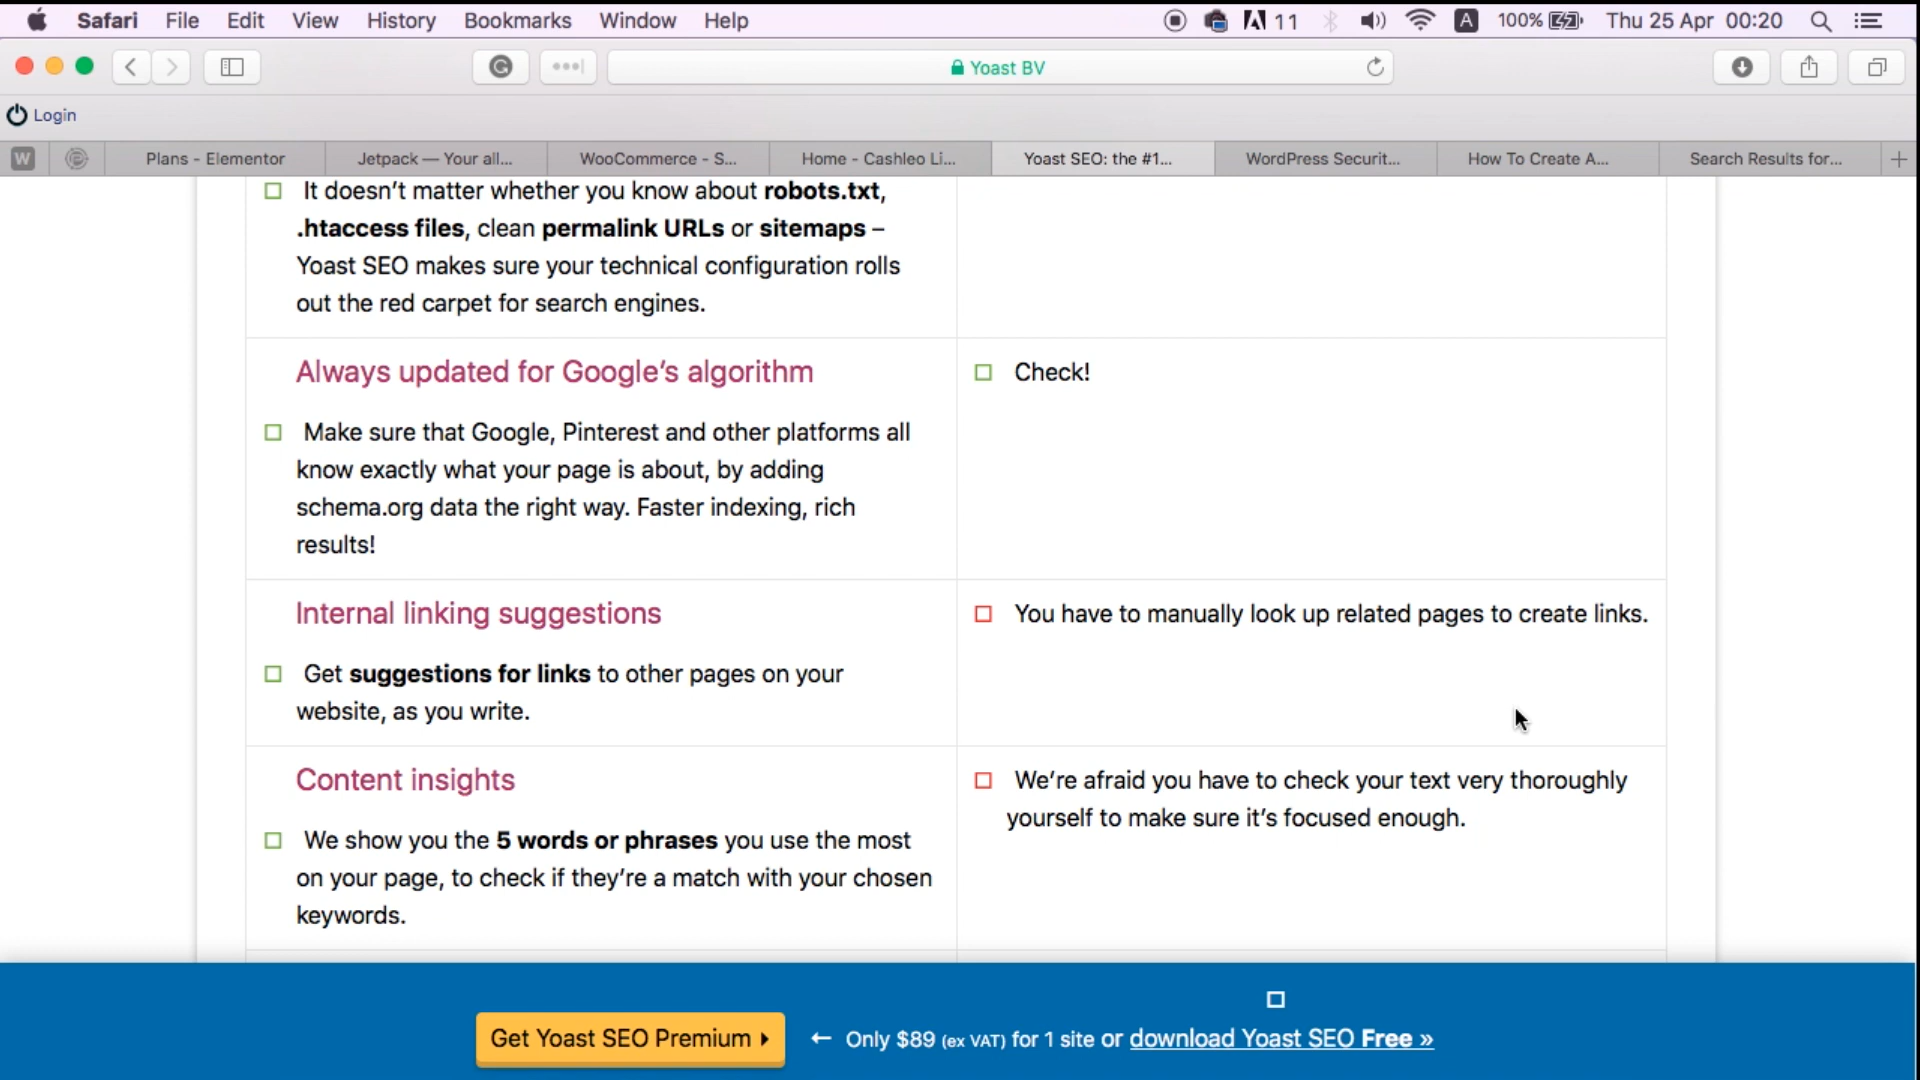 Safari File Edit View History Bookmarks Window Help 11 A 100% Thu 25 Apr 00:20
Yoast BV
Login
W Plans - Elementor Jetpack — Your all... WooCommerce - S... Home - Cashleo Li... Yoast SEO: the #1... WordPress Securit... How To Create A... Search Results for...
It doesn't matter whether you know about robots.txt,
.htaccess files, clean permalink URLs or sitemaps –
Yoast SEO makes sure your technical configuration rolls
out the red carpet for search engines.
Always updated for Google's algorithm
Check!
Make sure that Google, Pinterest and other platforms all
know exactly what your page is about, by adding
schema.org data the right way. Faster indexing, rich
results!
Internal linking suggestions
You have to manually look up related pages to create links.
Get suggestions for links to other pages on your
website, as you write.
Content insights
We're afraid you have to check your text very thoroughly
yourself to make sure it's focused enough.
We show you the 5 words or phrases you use the most
on your page, to check if they're a match with your chosen
keywords.
Get Yoast SEO Premium ← Only $89 (ex VAT) for 1 site or download Yoast SEO Free »